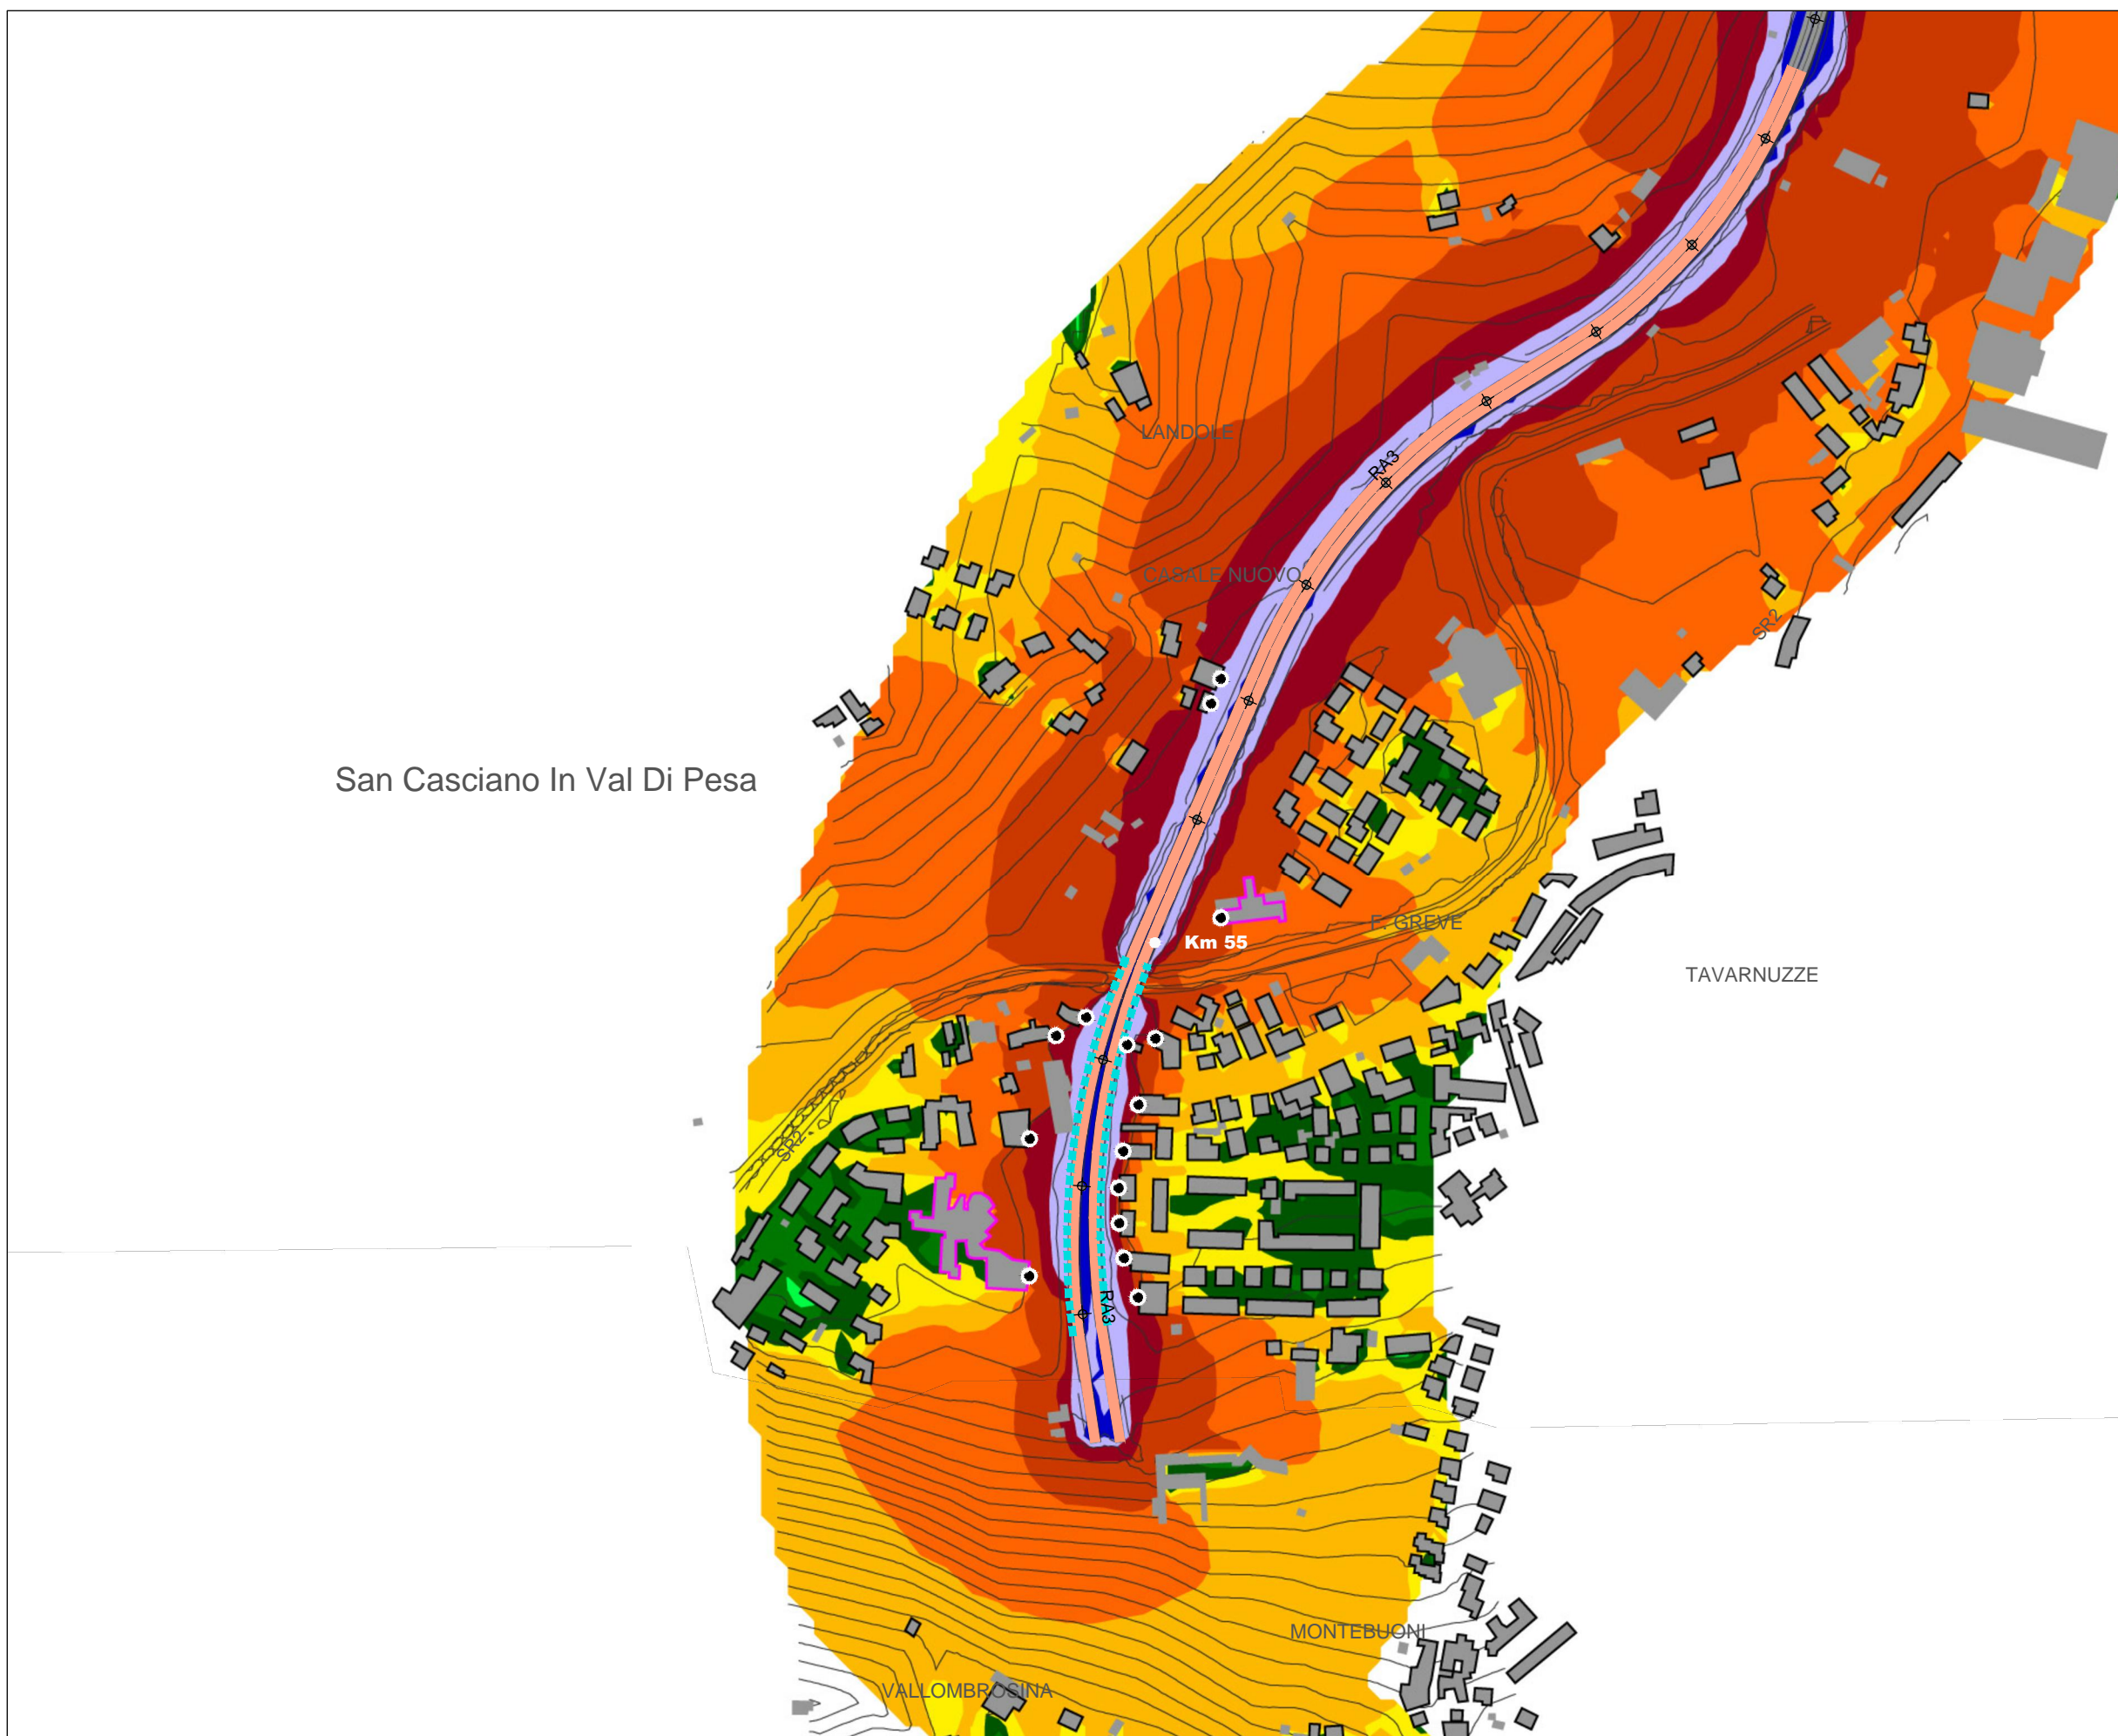 LANDOLE
RA3
CASALE NUOVO
SR2
San Casciano In Val Di Pesa
F. GREVE
Km 55
TAVARNUZZE
SR2
RA3
MONTEBUONI
VALLOMBROSINA